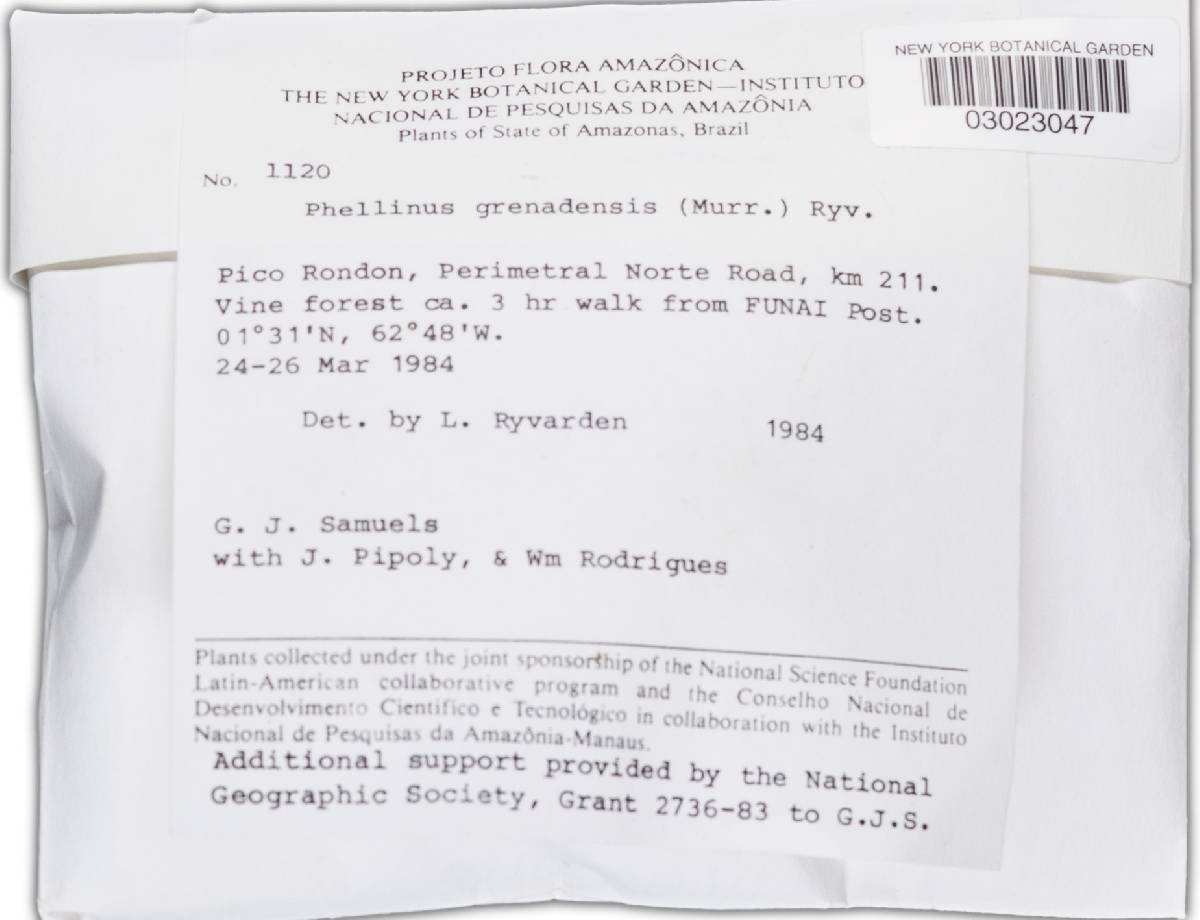 PROJETO FLORA AMAZÔNICA
THE NEW YORK BOTANICAL GARDEN—INSTITUTO
NACIONAL DE PESQUISAS DA AMAZÔNIA
Plants of State of Amazonas, Brazil
NEW YORK BOTANICAL GARDEN
03023047
No. 1120
Phellinus grenadensis (Murr.) Ryv.
Pico Rondon, Perimetral Norte Road, km 211.
Vine forest ca. 3 hr walk from FUNAI Post.
01°31'N, 62°48'W.
24-26 Mar 1984
Det. by L. Ryvarden 1984
G. J. Samuels
with J. Pipoly, & Wm Rodrigues
Plants collected under the joint sponsorship of the National Science Foundation
Latin-American collaborative program and the Conselho Nacional de
Desenvolvimento Cientifico e Tecnológico in collaboration with the Instituto
Nacional de Pesquisas da Amazônia-Manaus.
Additional support provided by the National
Geographic Society, Grant 2736-83 to G.J.S.